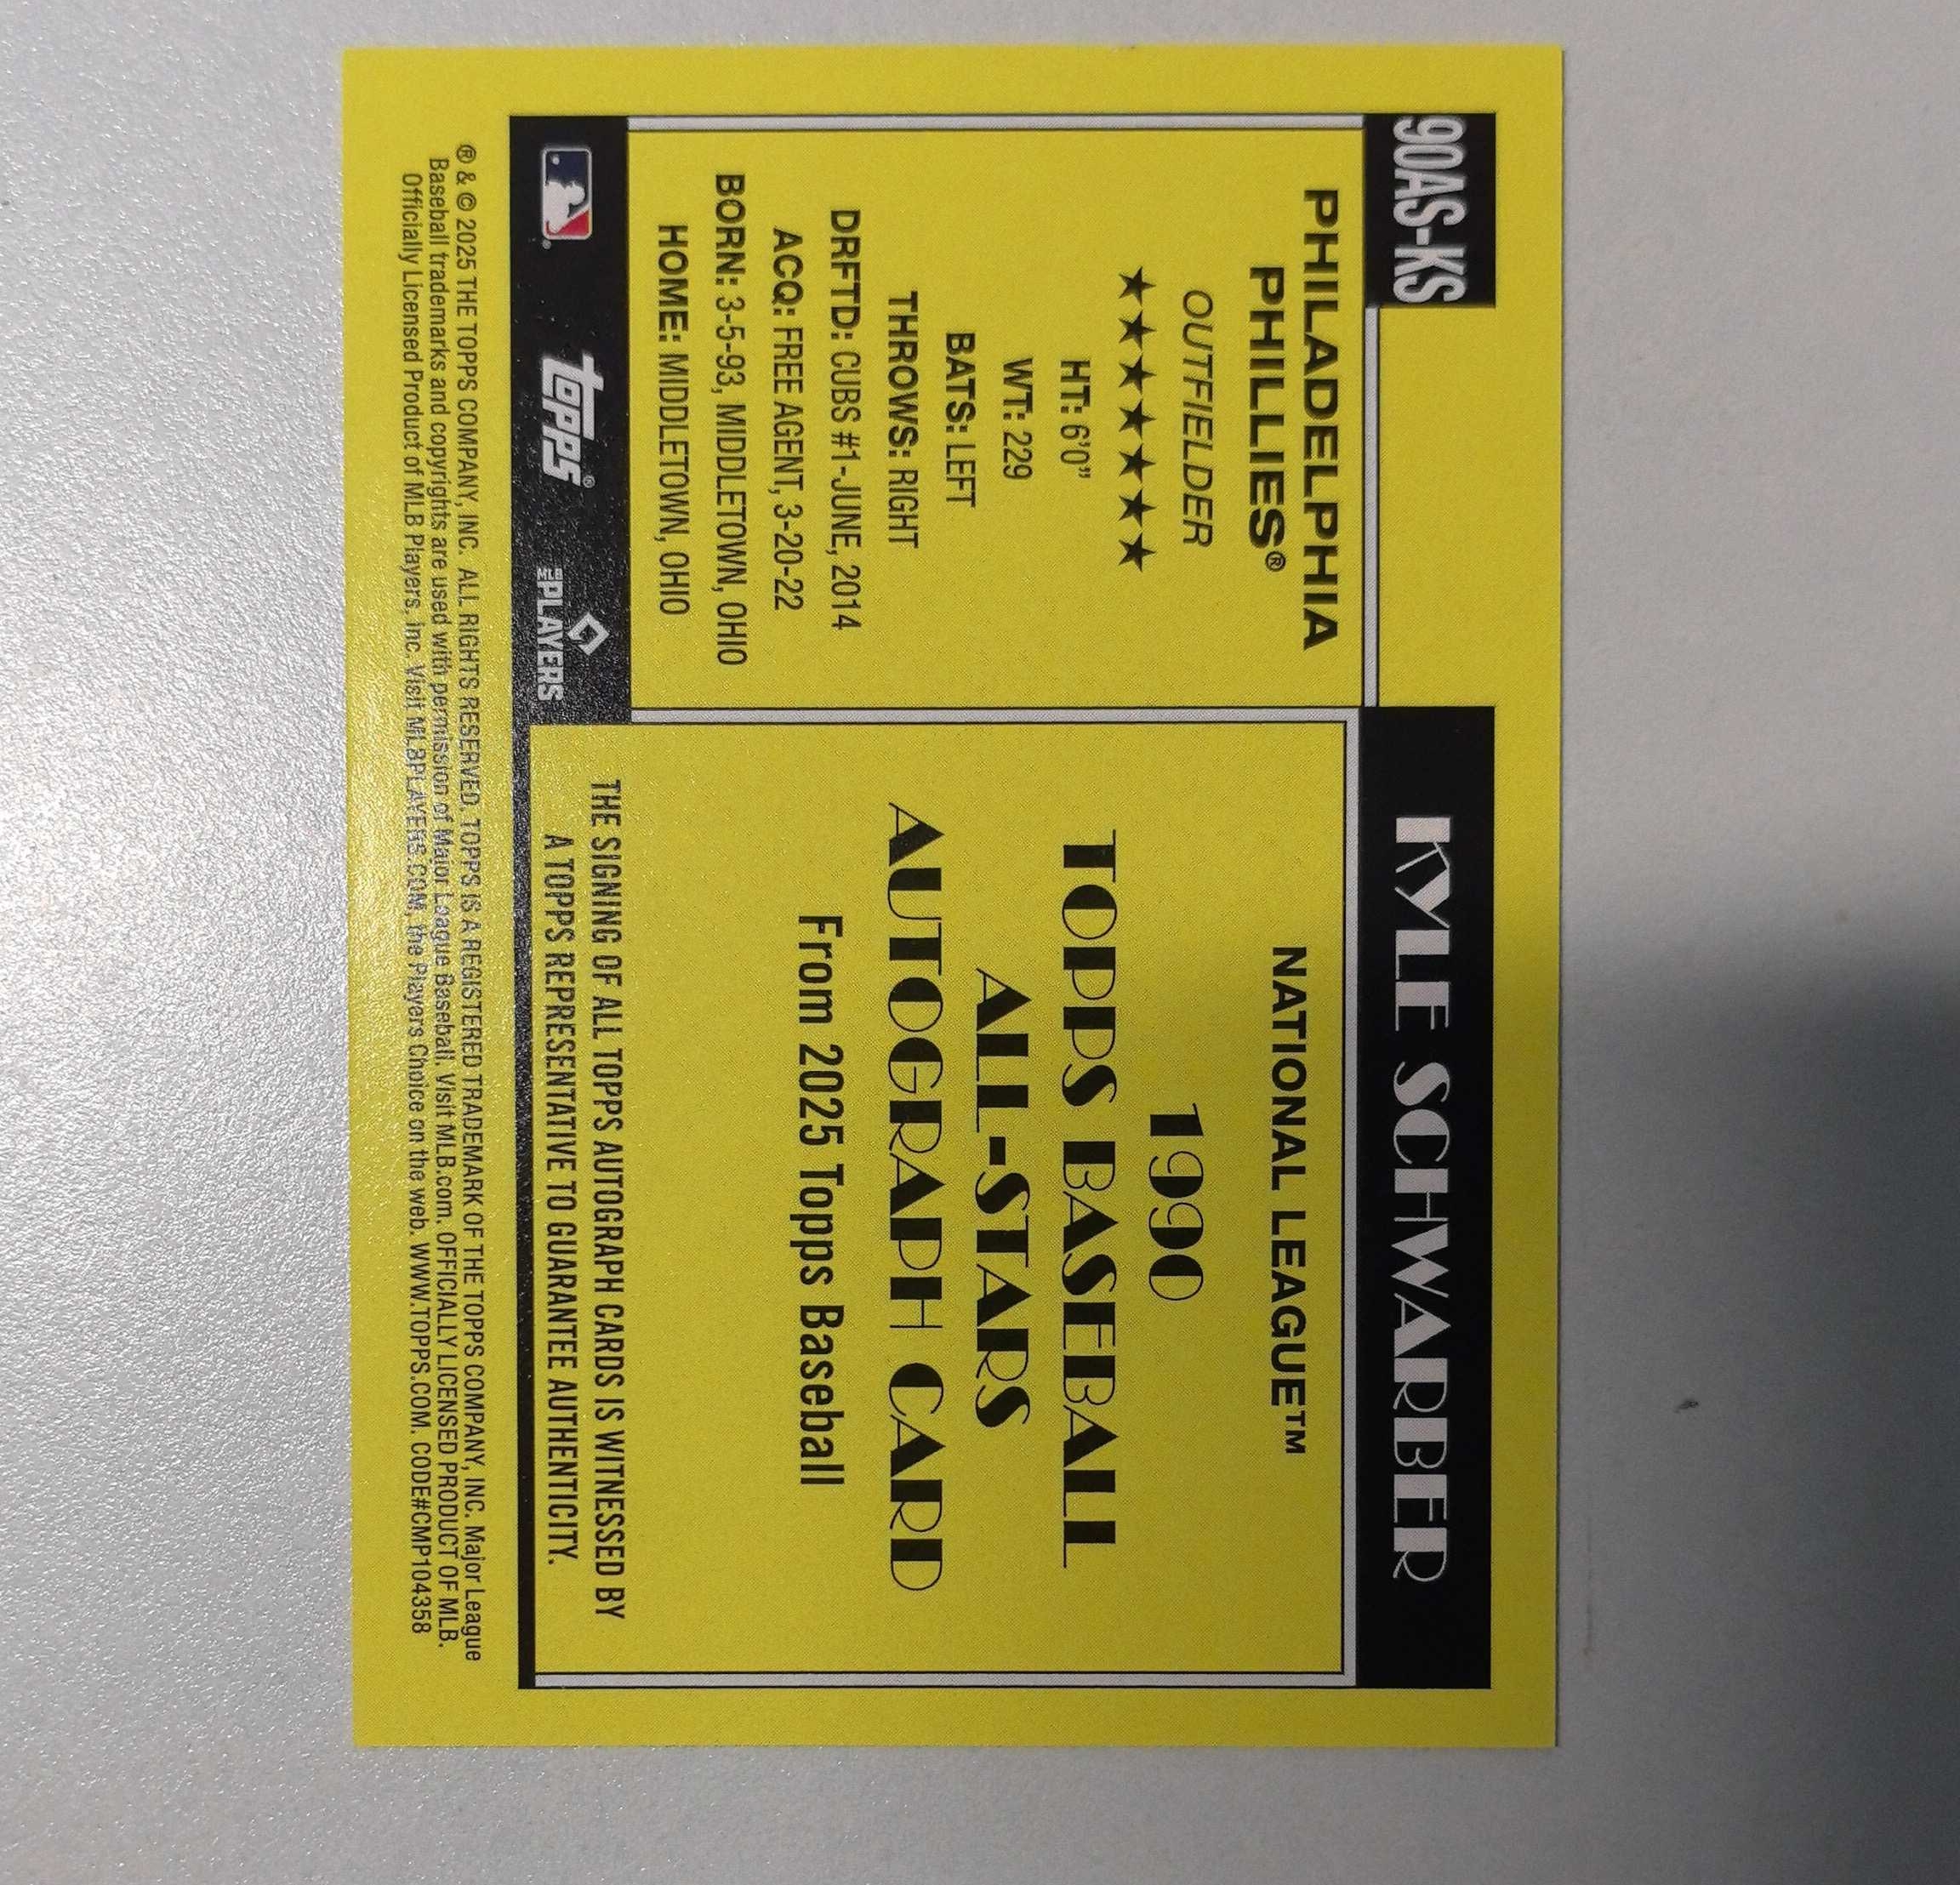 90AS-KS
KYLE SCHWARBER
PHILADELPHIA
PHILLIES®
OUTFIELDER
★★★★★★★
HT: 6'0"
WT: 229
BATS: LEFT
THROWS: RIGHT
DRFTD: CUBS #1-JUNE, 2014
ACQ: FREE AGENT, 3-20-22
BORN: 3-5-93, MIDDLETOWN, OHIO
HOME: MIDDLETOWN, OHIO
NATIONAL LEAGUE™
1990
TOPPS BASEBALL
ALL-STARS
AUTOGRAPH CARD
From 2025 Topps Baseball
THE SIGNING OF ALL TOPPS AUTOGRAPH CARDS IS WITNESSED BY
A TOPPS REPRESENTATIVE TO GUARANTEE AUTHENTICITY.
topps®
MLB PLAYERS INC
® & © 2025 THE TOPPS COMPANY, INC. ALL RIGHTS RESERVED. TOPPS IS A REGISTERED TRADEMARK OF THE TOPPS COMPANY, INC. Major League
Baseball trademarks and copyrights are used with permission of Major League Baseball. Visit MLB.com. OFFICIALLY LICENSED PRODUCT OF MLB.
Officially Licensed Product of MLB Players, Inc. Visit MLBPLAYERS.COM, the Players Choice on the web. WWW.TOPPS.COM. CODE#CMP104358